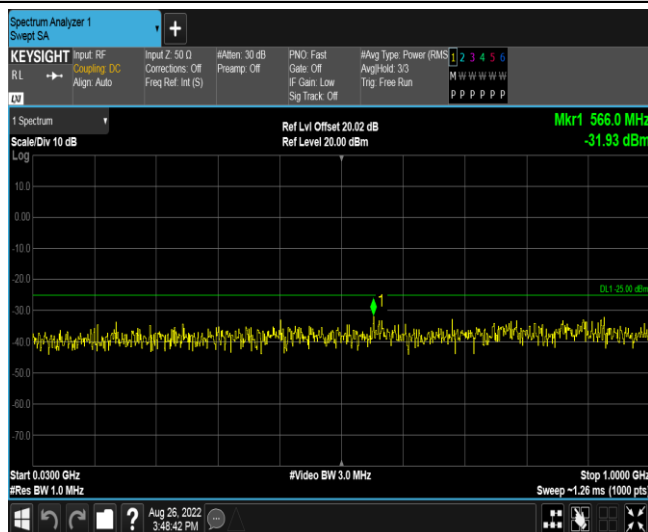 Spectrum Analyzer 1
Swept SA
+
KEYSIGHT
RL
LXI
Input: RF
Coupling: DC
Align: Auto
Input Z: 50 Ω
Corrections: Off
Freq Ref: Int (S)
#Atten: 30 dB
Preamp: Off
PNO: Fast
Gate: Off
IF Gain: Low
Sig Track: Off
#Avg Type: Power (RMS
Avg|Hold: 3/3
Trig: Free Run
1 2 3 4 5 6
M W W W W W
P P P P P P
1 Spectrum
Scale/Div 10 dB
Log
Ref Lvl Offset 20.02 dB
Ref Level 20.00 dBm
Mkr1 566.0 MHz
-31.93 dBm
10.0
0.00
-10.0
-20.0
-30.0
-40.0
-50.0
-60.0
-70.0
DL1 -25.00 dBm
1
Start 0.0300 GHz
#Res BW 1.0 MHz
#Video BW 3.0 MHz
Stop 1.0000 GHz
Sweep ~1.26 ms (1000 pts)
?
Aug 26, 2022
3:48:42 PM